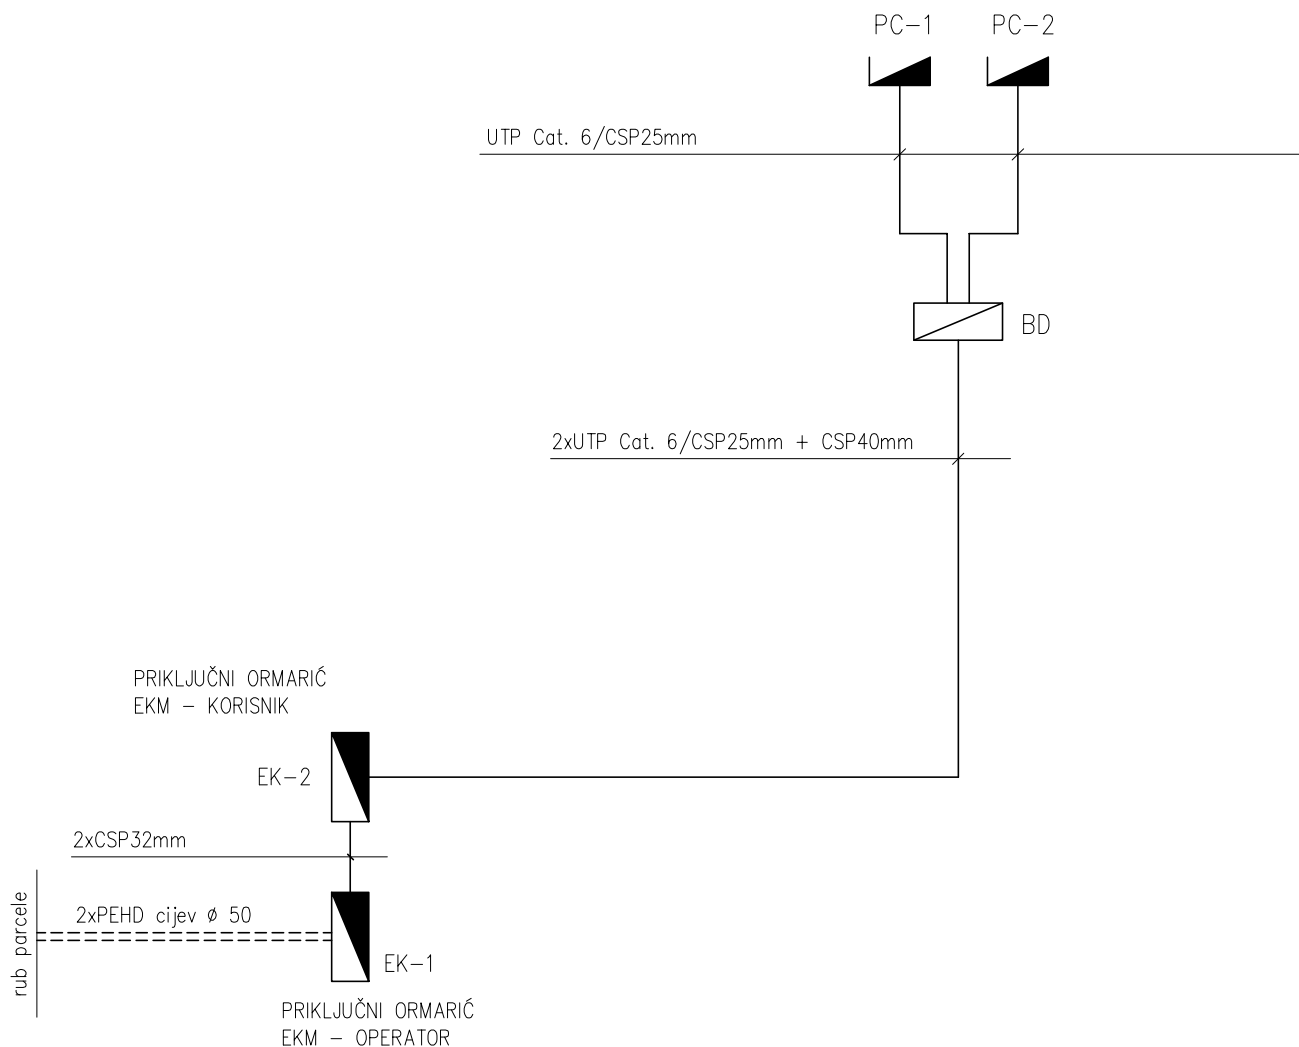 PC-1
PC-2
UTP Cat. 6/CSP25mm
BD
2xUTP Cat. 6/CSP25mm + CSP40mm
PRIKLJUČNI ORMARIĆ
EKM - KORISNIK
EK-2
2xCSP32mm
rub parcele
2xPEHD cijev ø 50
EK-1
PRIKLJUČNI ORMARIĆ
EKM - OPERATOR